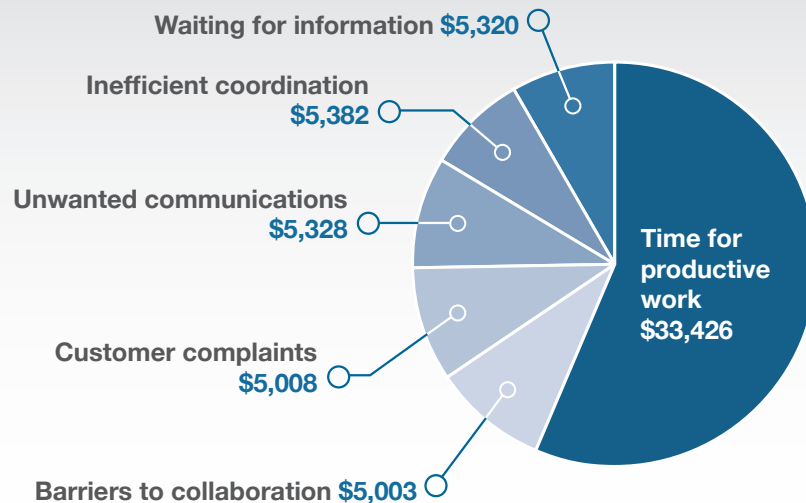 Waiting for information $5,320
Inefficient coordination
$5,382
Unwanted communications
$5,328
Customer complaints
$5,008
Barriers to collaboration $5,003
Time for
productive
work
$33,426